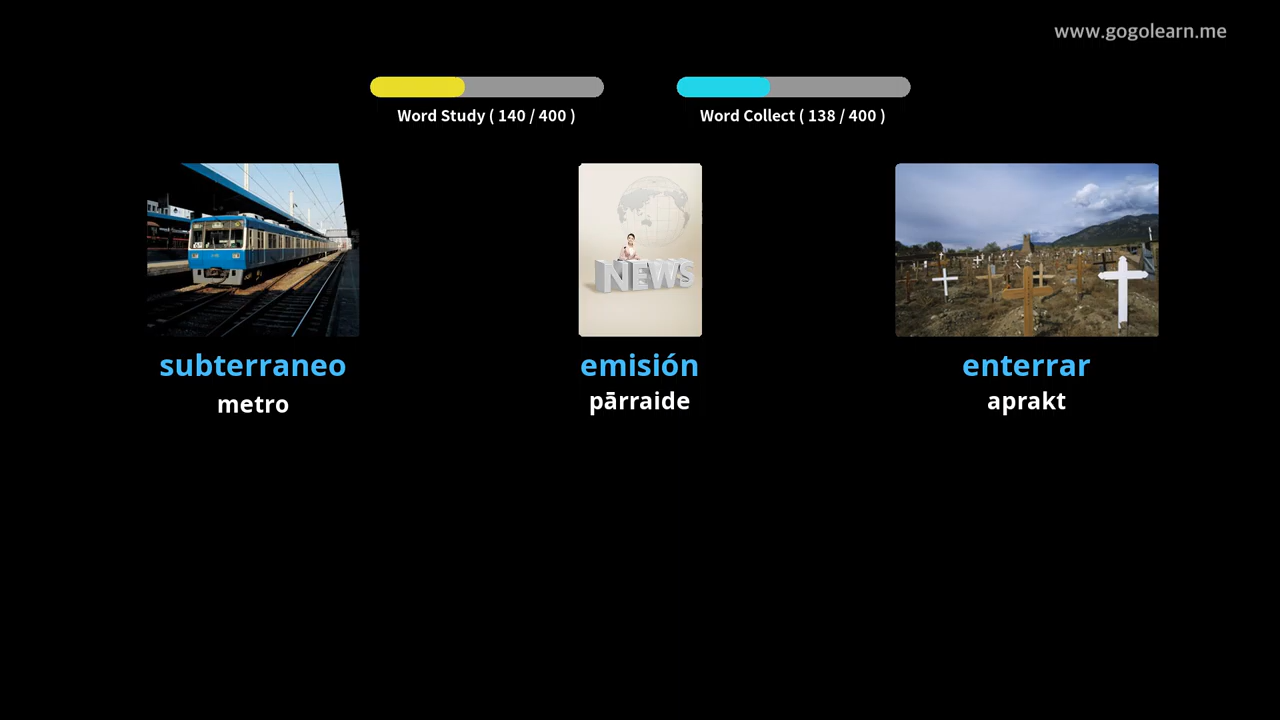 www.gogolearn.me
Word Study ( 140 / 400 )
Word Collect ( 138 / 400 )
NEWS
subterraneo
metro
emisión
pārraide
enterrar
aprakt